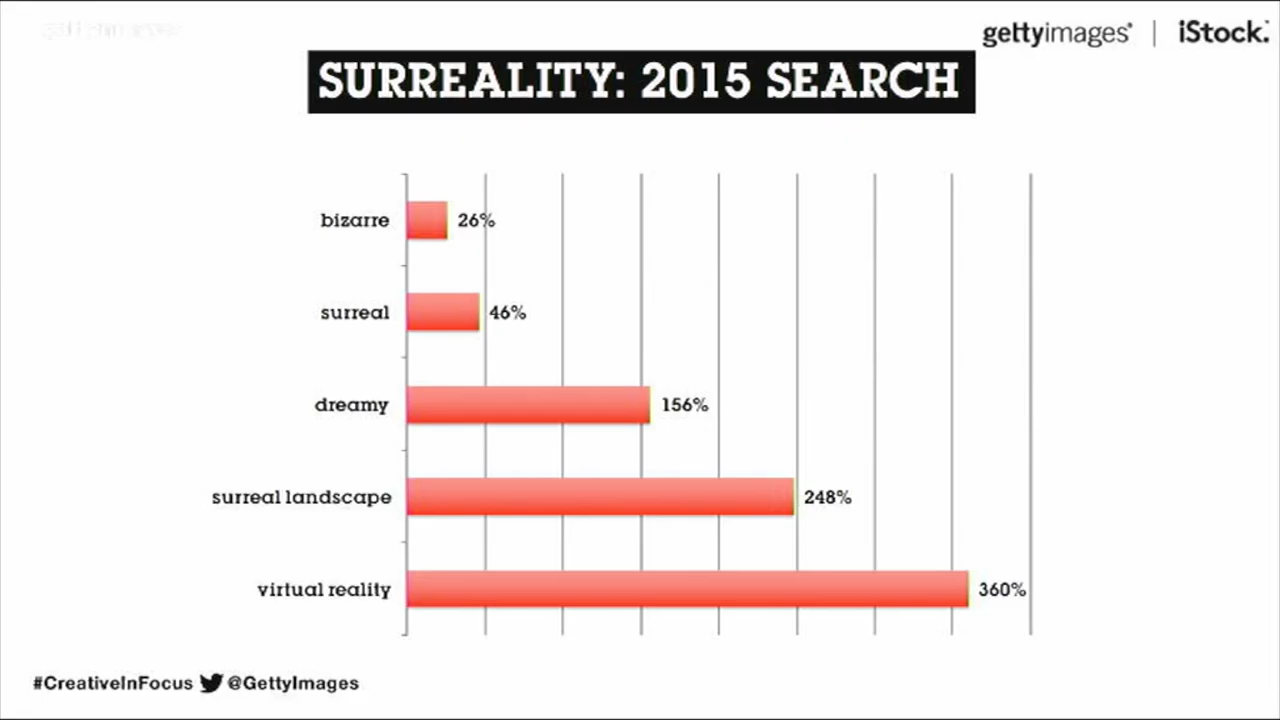 gettyimages® | iStock.
SURREALITY: 2015 SEARCH
bizarre 26%
surreal 46%
dreamy 156%
surreal landscape 248%
virtual reality 360%
#CreativeInFocus @GettyImages